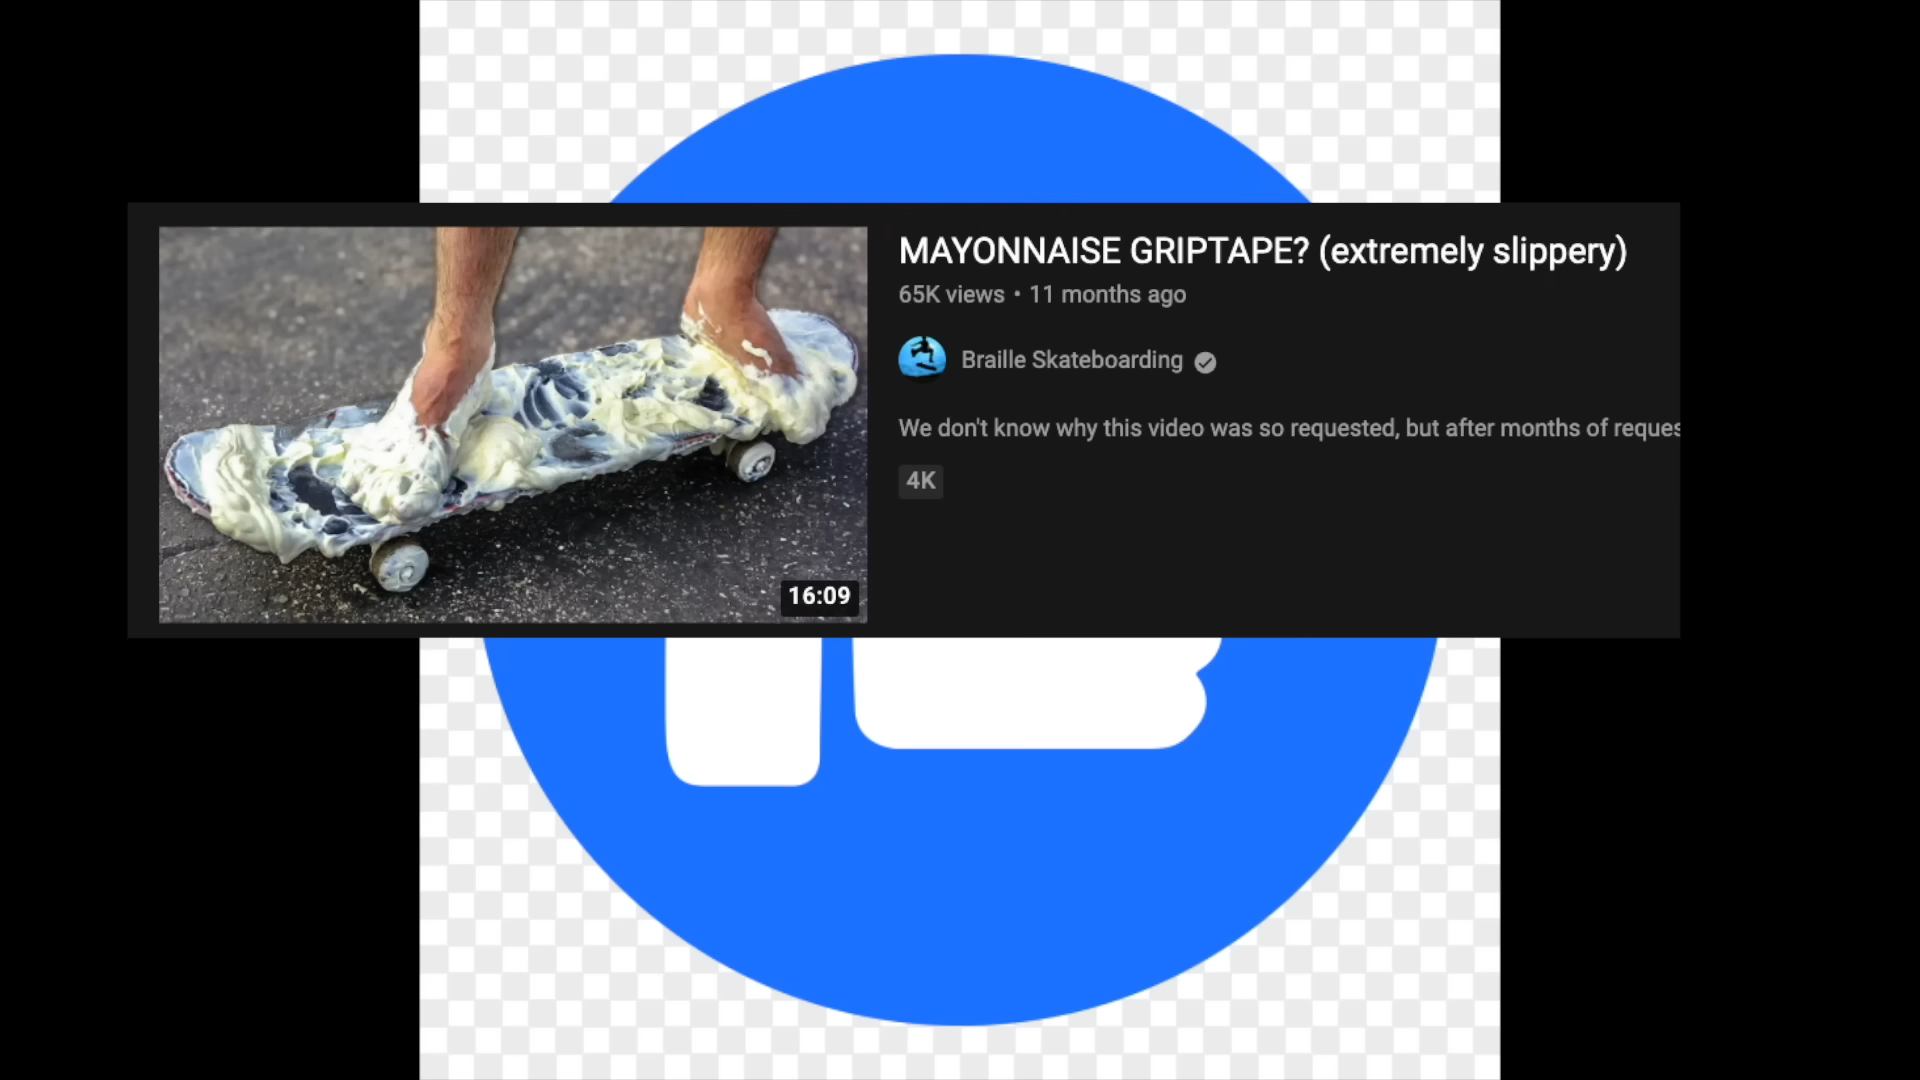 MAYONNAISE GRIPTAPE? (extremely slippery)
65K views • 11 months ago
Braille Skateboarding
We don't know why this video was so requested, but after months of reques
4K
16:09